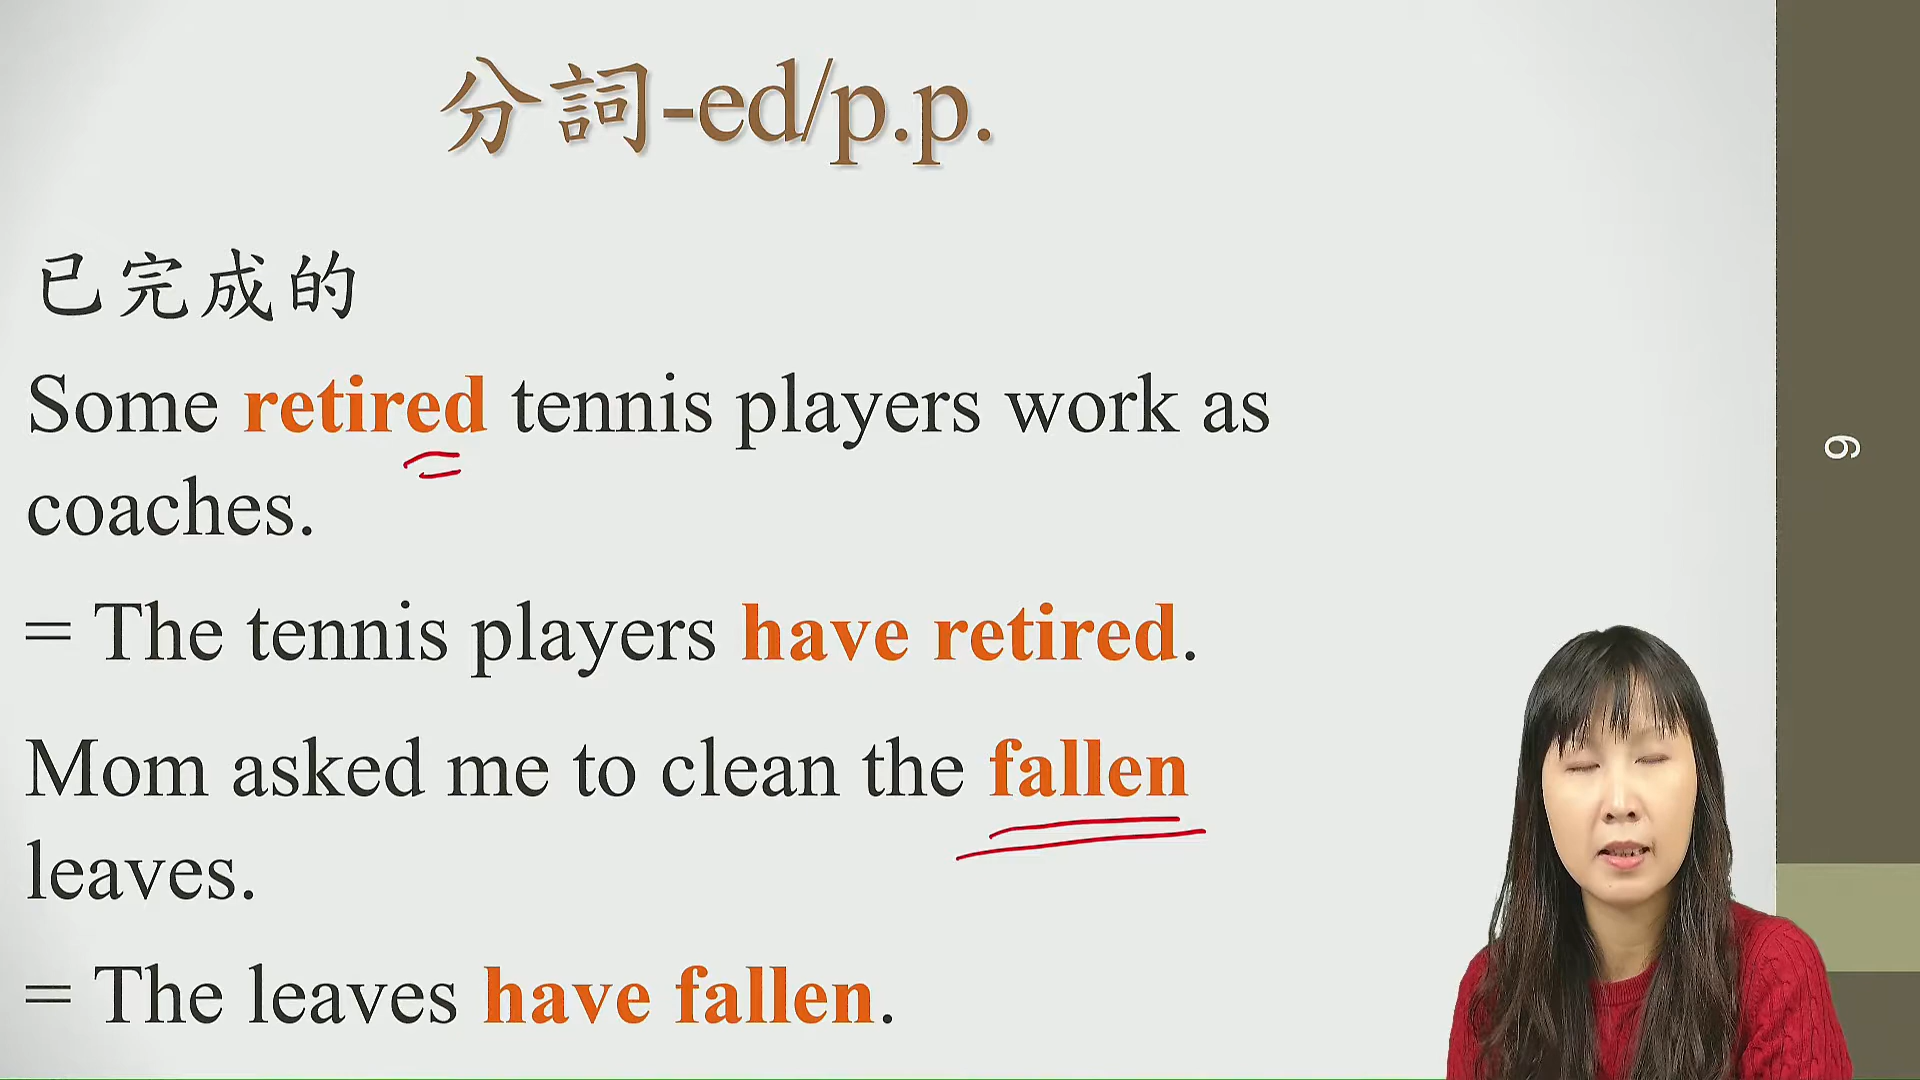 分詞-ed/p.p.
已完成的
Some retired tennis players work as
coaches.
= The tennis players have retired.
Mom asked me to clean the fallen
leaves.
= The leaves have fallen.
9